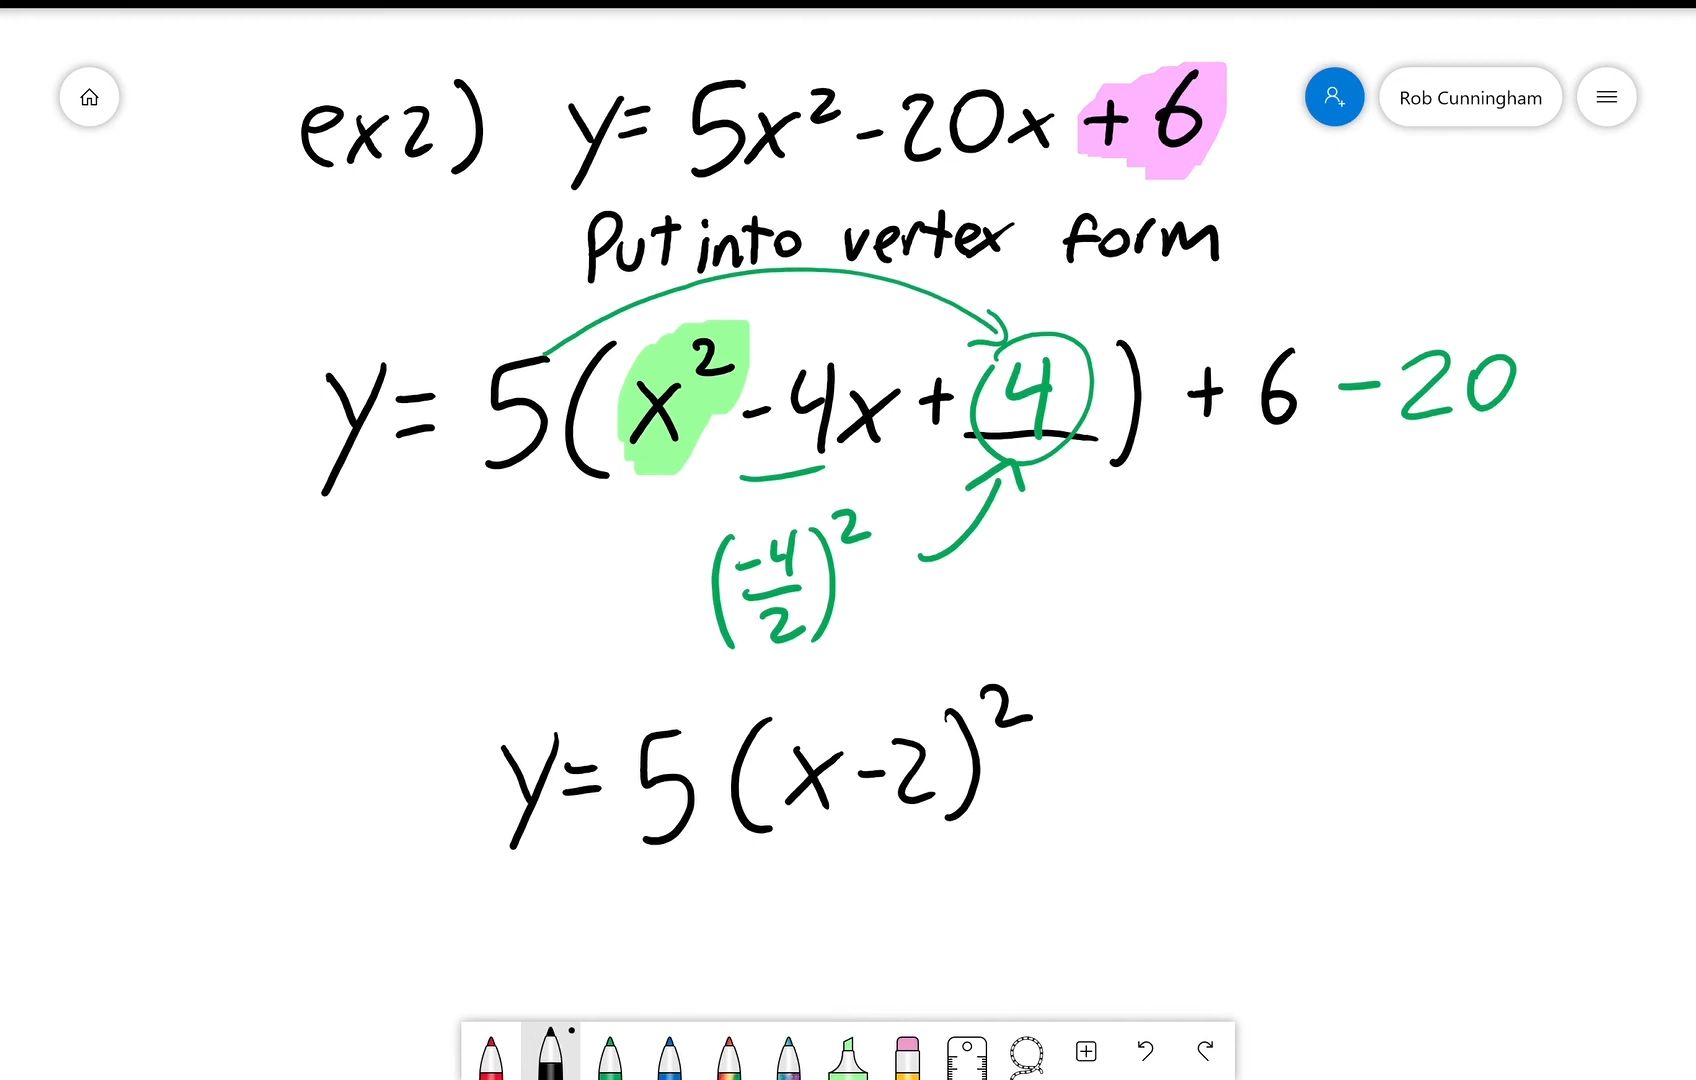 Rob Cunningham
ex2) y= 5x² -20x +6
Put into vertex form
y= 5(x² -4x+4) + 6 -20
(-4/2)²
y= 5(x-2)²